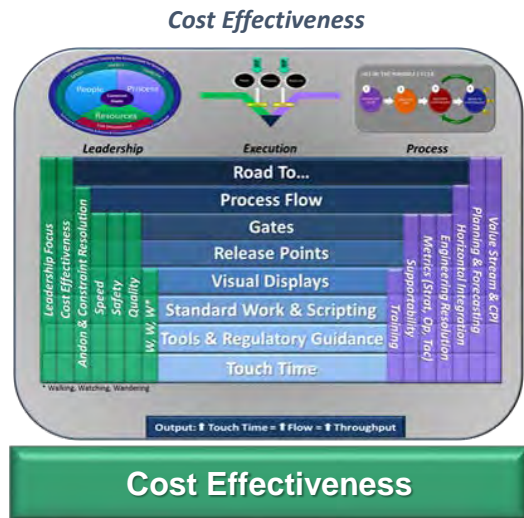 Cost Effectiveness
People
Process
Resources
Leadership
Execution
Process
Road To...
Process Flow
Gates
Release Points
Visual Displays
Standard Work & Scripting
Tools & Regulatory Guidance
Touch Time
Leadership Focus
Cost Effectiveness
Andon & Constraint Resolution
Speed
Safety
Quality
W, W, W*
Training
Supportability
Metrics (Strat, Op, Tac)
Engineering Resolution
Horizontal Integration
Planning & Forecasting
Value Stream & CPI
* Walking, Watching, Wandering
Output: ⬆ Touch Time = ⬆ Flow = ⬆ Throughput
Cost Effectiveness